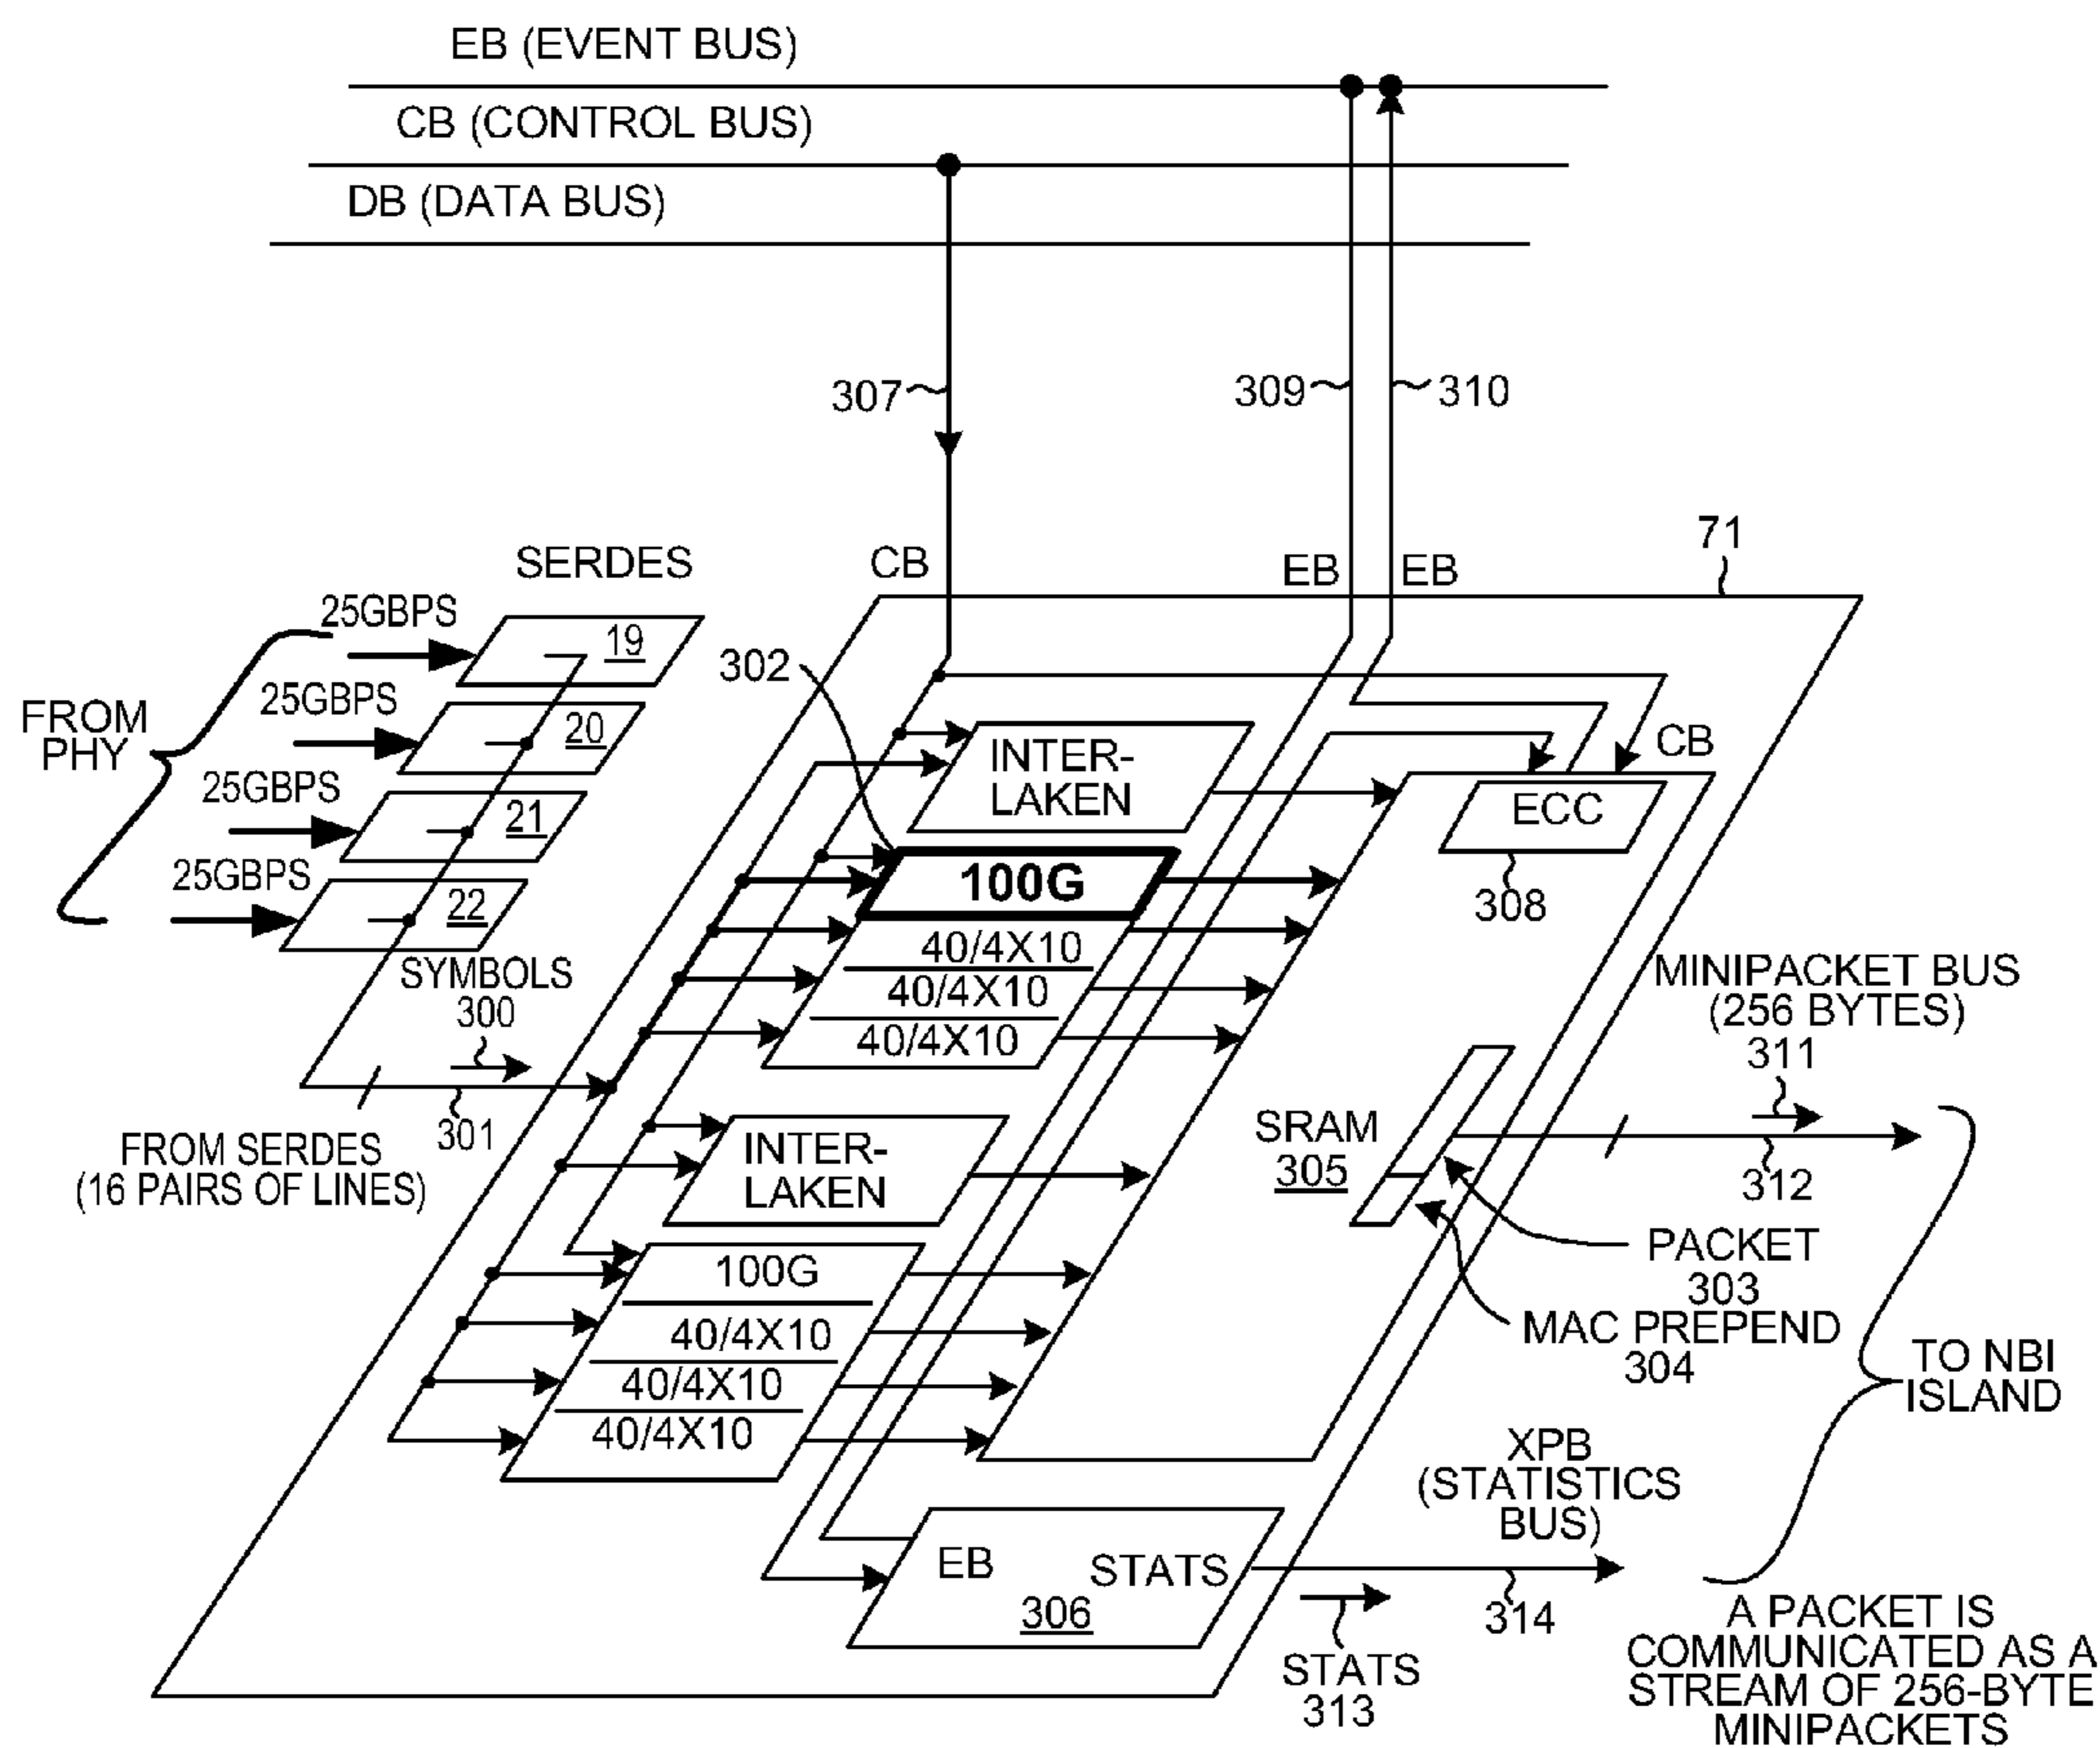 EB (EVENT BUS)
CB (CONTROL BUS)
DB (DATA BUS)
307
309
310
71
SERDES
CB
EB
EB
25GBPS
19
302
25GBPS
20
FROM
PHY
CB
INTER-
LAKEN
25GBPS
21
ECC
25GBPS
22
100G
308
40/4X10
40/4X10
40/4X10
SYMBOLS
300
MINIPACKET BUS
(256 BYTES)
311
301
FROM SERDES
(16 PAIRS OF LINES)
INTER-
LAKEN
SRAM
305
312
PACKET
303
MAC PREPEND
304
100G
40/4X10
40/4X10
40/4X10
TO NBI
ISLAND
XPB
(STATISTICS
BUS)
EB
STATS
306
314
STATS
313
A PACKET IS
COMMUNICATED AS A
STREAM OF 256-BYTE
MINIPACKETS